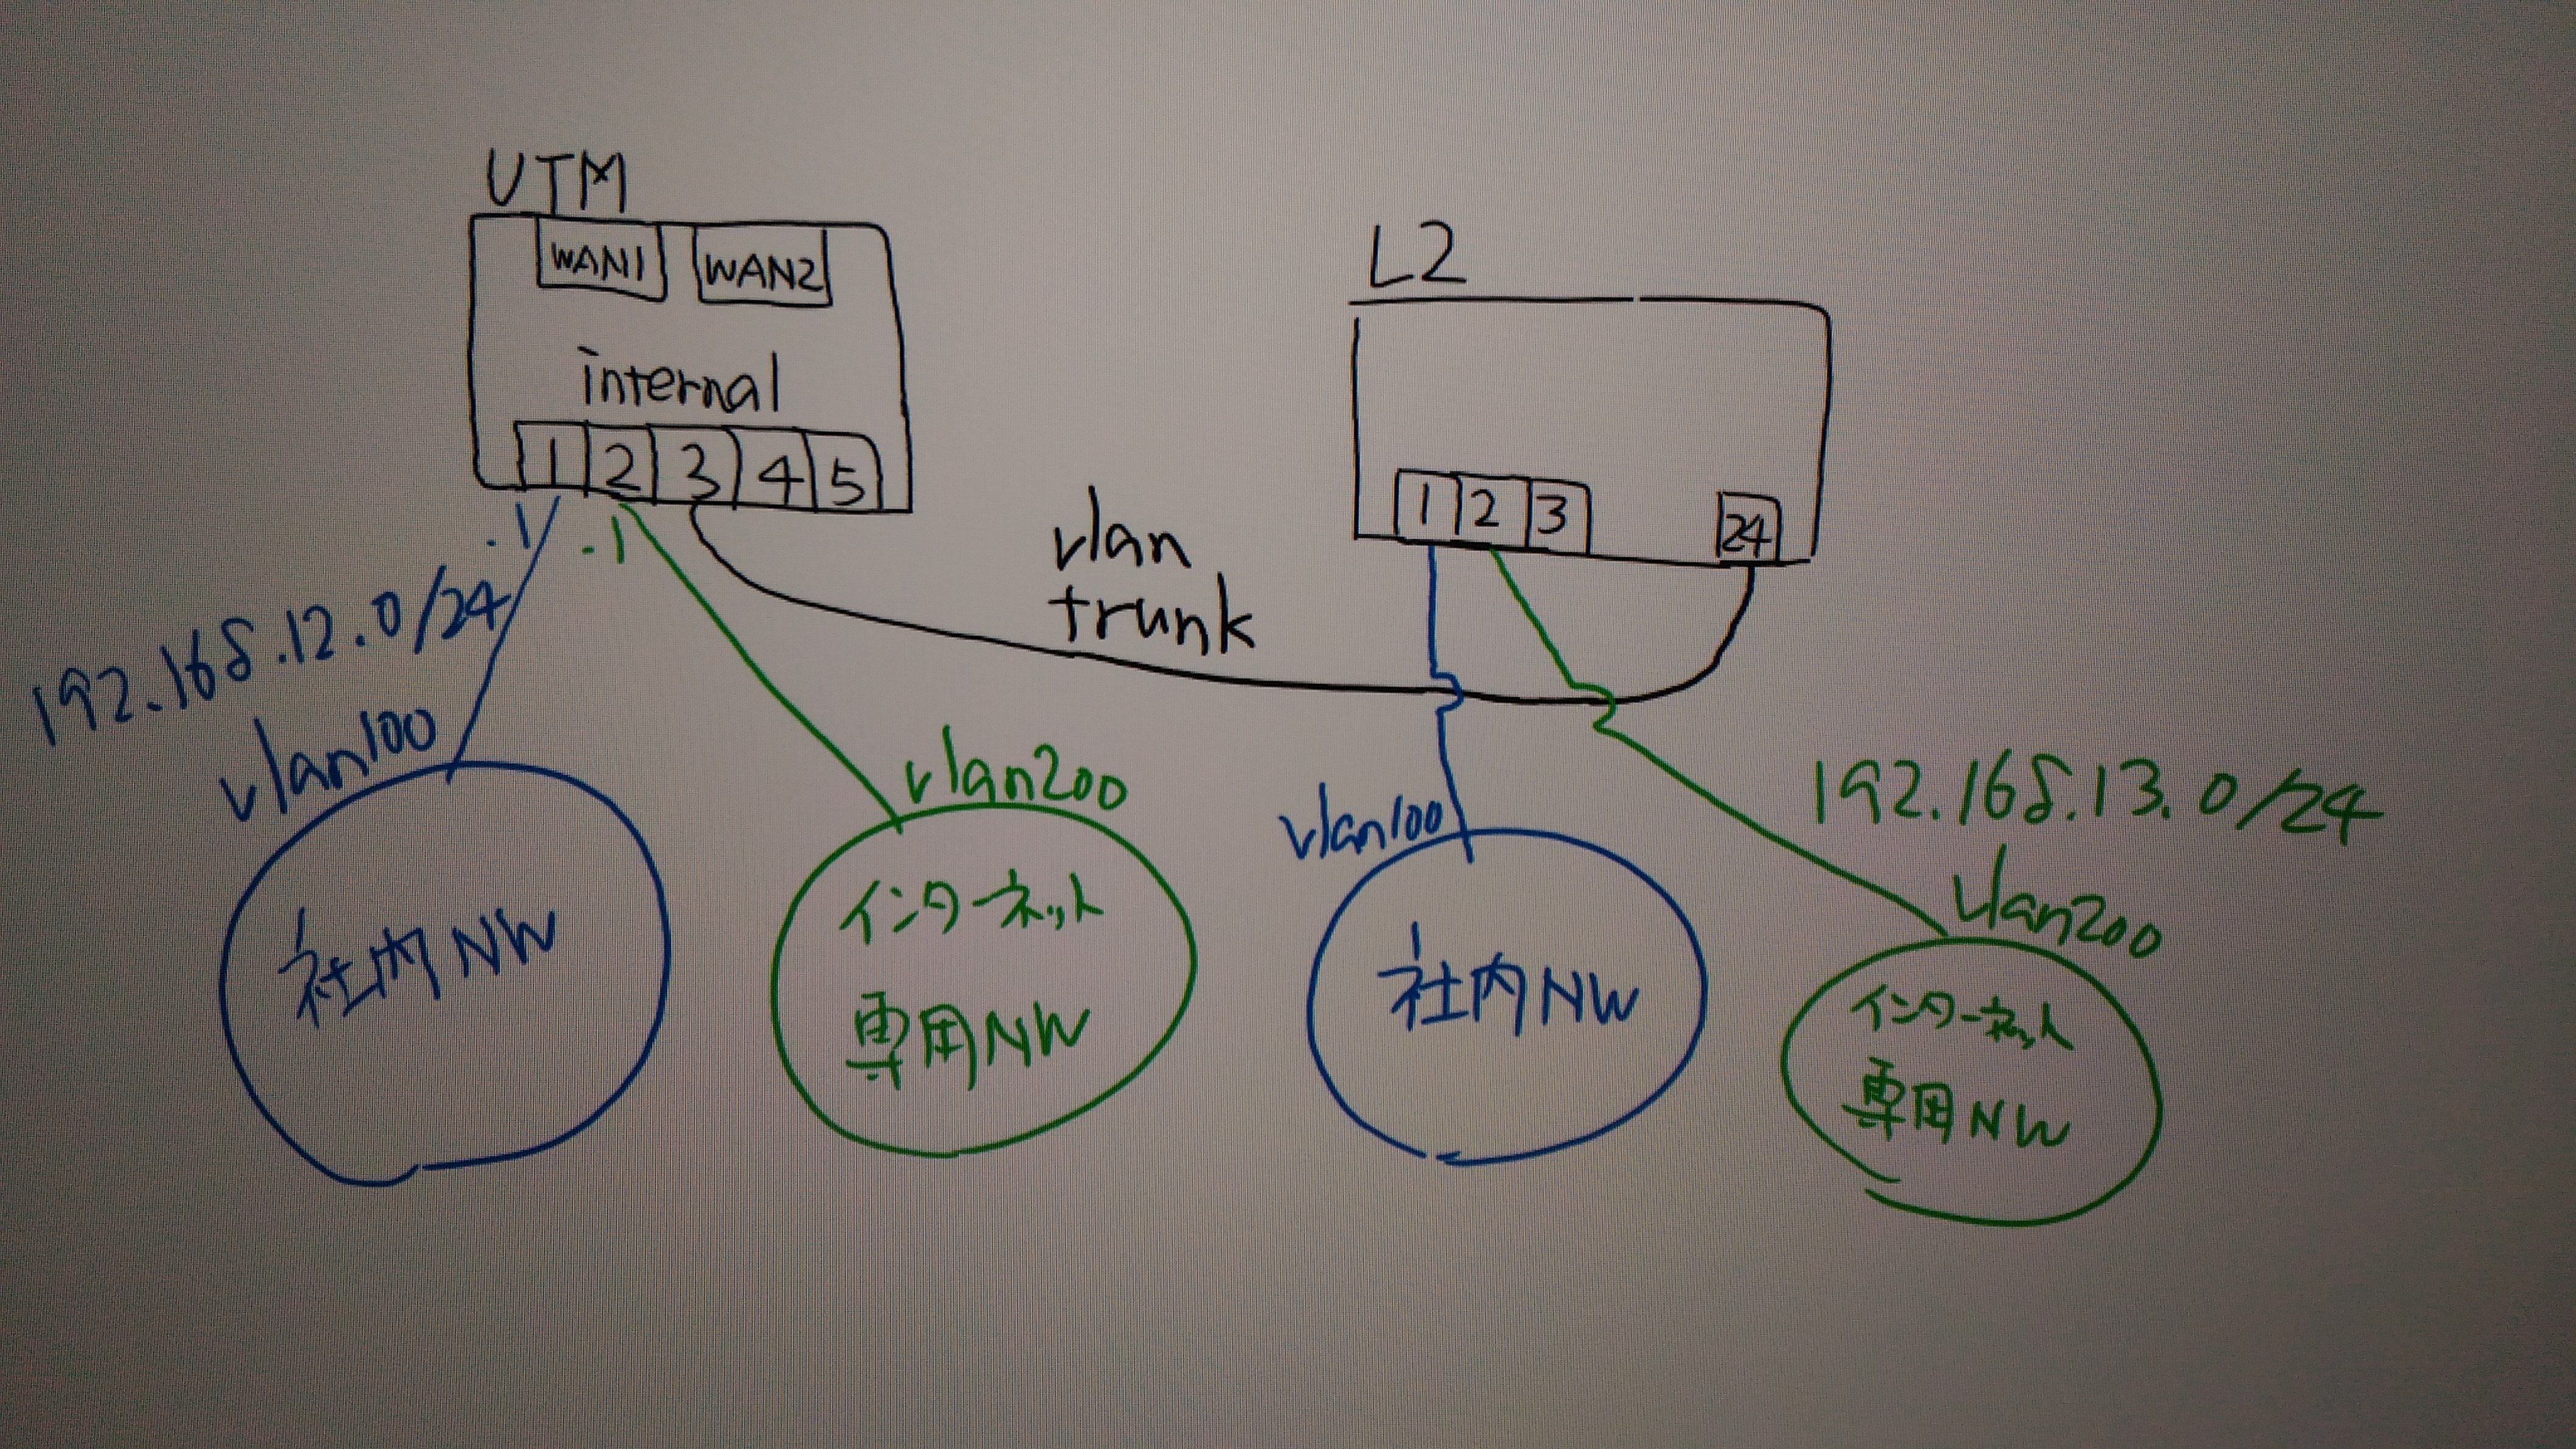 UTM
WAN1 WAN2
internal
1 2 3 4 5
.1 .1
192.168.12.0/24
vlan100
社内NW
vlan200
インターネット
専用NW
vlan
trunk
L2
1 2 3 24
vlan100
社内NW
192.168.13.0/24
vlan200
インターネット
専用NW